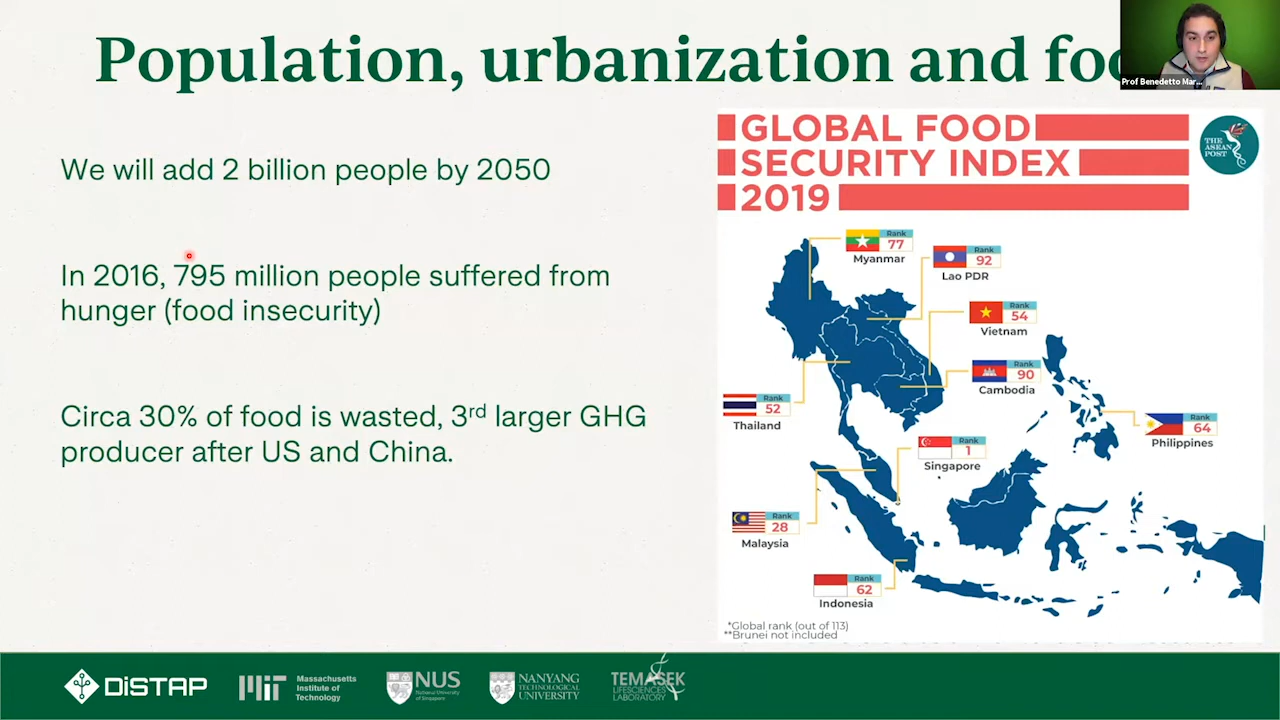 Population, urbanization and foo
Prof Benedetto Mar...
We will add 2 billion people by 2050
In 2016, 795 million people suffered from
hunger (food insecurity)
Circa 30% of food is wasted, 3rd larger GHG
producer after US and China.
GLOBAL FOOD
SECURITY INDEX
2019
THE
ASEAN
POST
Rank
77
Myanmar
Rank
92
Lao PDR
Rank
54
Vietnam
Rank
90
Cambodia
Rank
52
Thailand
Rank
64
Philippines
Rank
1
Singapore
Rank
28
Malaysia
Rank
62
Indonesia
*Global rank (out of 113)
**Brunei not included
DiSTAP
MIT
Massachusetts
Institute of
Technology
NUS
National University
of Singapore
NANYANG
TECHNOLOGICAL
UNIVERSITY
TEMASEK
LIFESCIENCES
LABORATORY